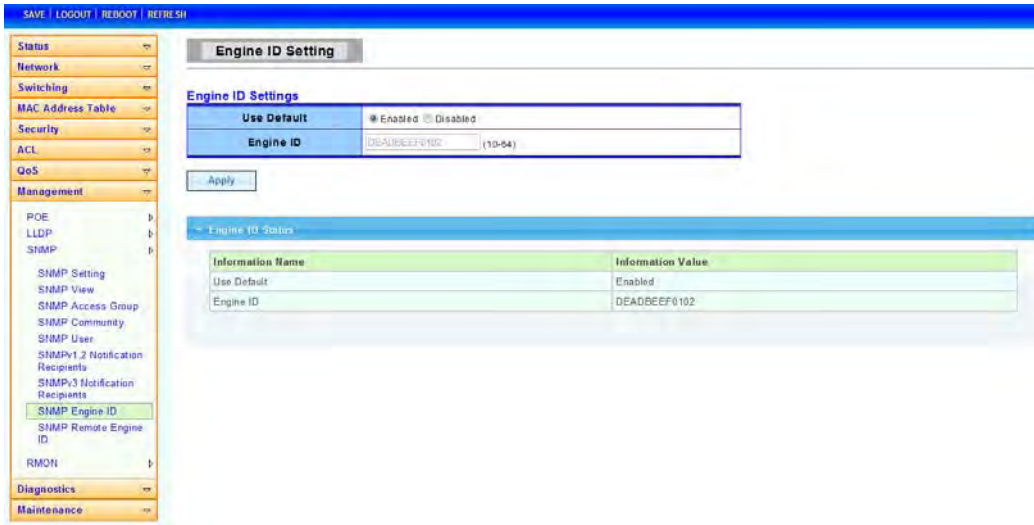 SAVE | LOGOUT | REBOOT | REFRESH
Status
Network
Switching
MAC Address Table
Security
ACL
QoS
Management
POE
LLDP
SNMP
SNMP Setting
SNMP View
SNMP Access Group
SNMP Community
SNMP User
SNMPv1,2 Notification
Recipients
SNMPv3 Notification
Recipients
SNMP Engine ID
SNMP Remote Engine
ID
RMON
Diagnostics
Maintenance
Engine ID Setting
Engine ID Settings
Use Default Enabled Disabled
Engine ID DEADBEEF0102 (10-64)
Apply
Engine ID Status
Information Name Information Value
Use Default Enabled
Engine ID DEADBEEF0102